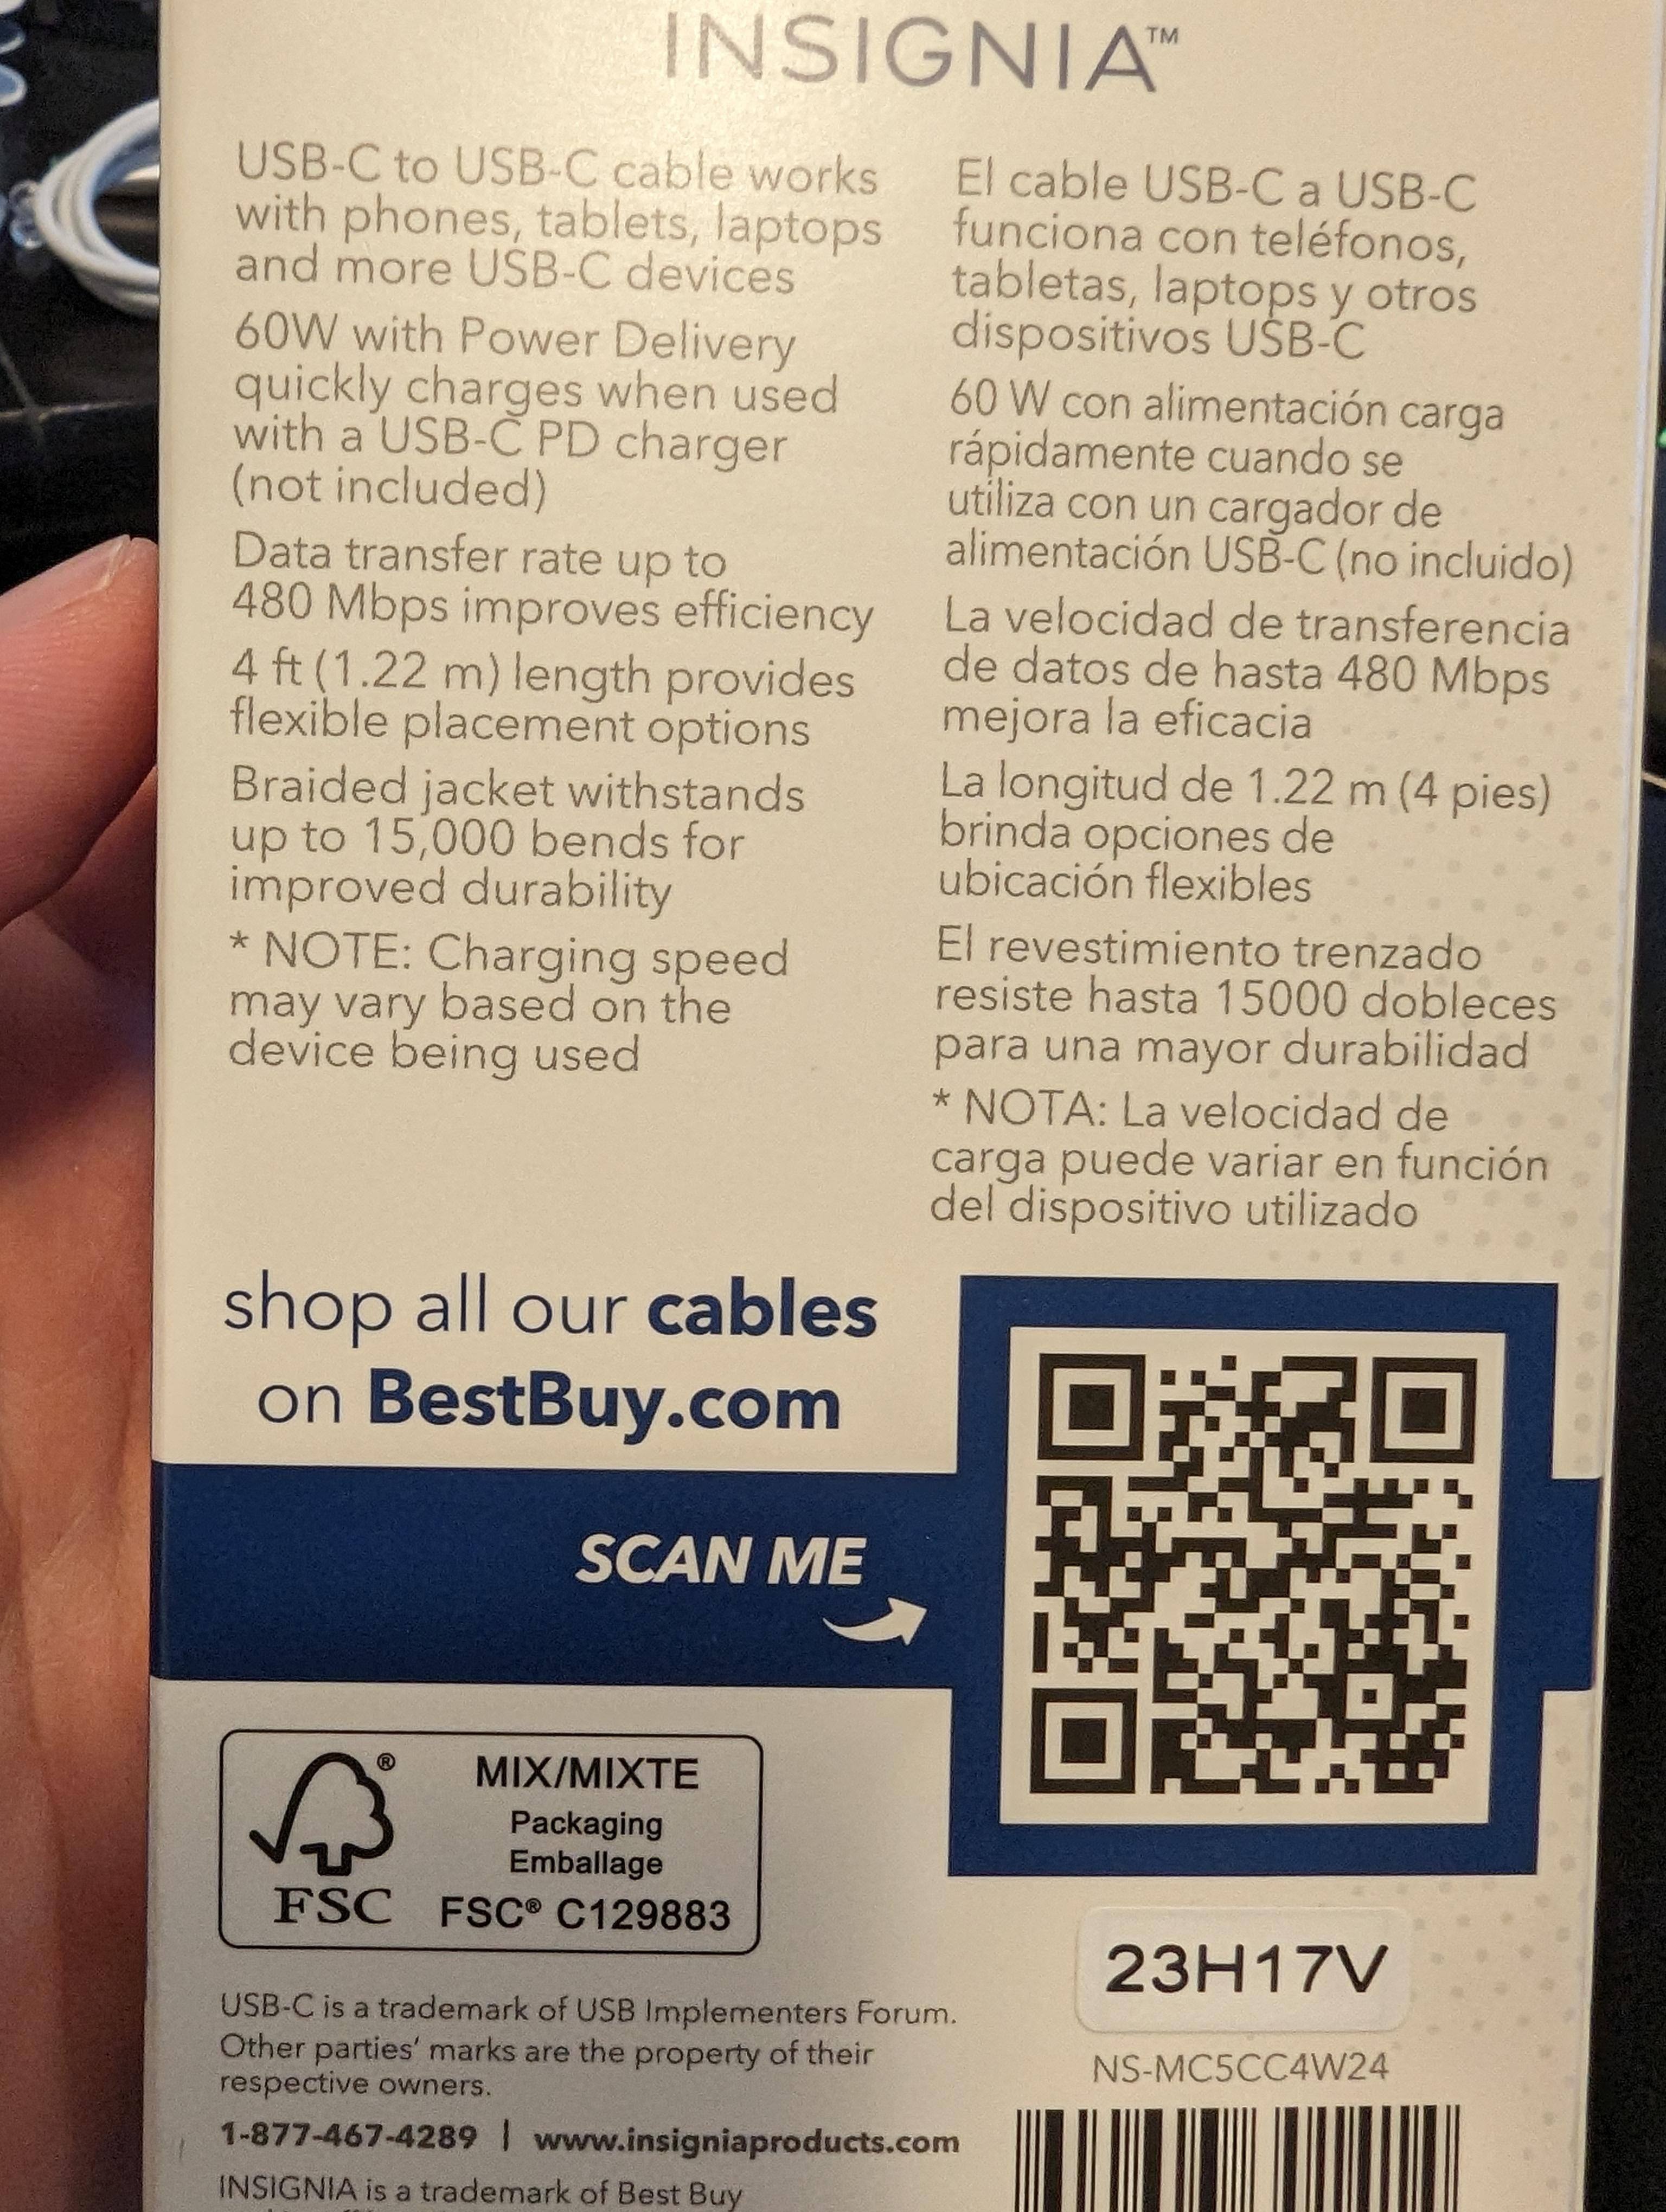 INSIGNIA™
USB-C to USB-C cable works
with phones, tablets, laptops
and more USB-C devices
60W with Power Delivery
quickly charges when used
with a USB-C PD charger
(not included)
Data transfer rate up to
480 Mbps improves efficiency
4 ft (1.22 m) length provides
flexible placement options
Braided jacket withstands
up to 15,000 bends for
improved durability
* NOTE: Charging speed
may vary based on the
device being used
El cable USB-C a USB-C
funciona con teléfonos,
tabletas, laptops y otros
dispositivos USB-C
60 W con alimentación carga
rápidamente cuando se
utiliza con un cargador de
alimentación USB-C (no incluido)
La velocidad de transferencia
de datos de hasta 480 Mbps
mejora la eficacia
La longitud de 1.22 m (4 pies)
brinda opciones de
ubicación flexibles
El revestimiento trenzado
resiste hasta 15000 dobleces
para una mayor durabilidad
* NOTA: La velocidad de
carga puede variar en función
del dispositivo utilizado
shop all our cables
on BestBuy.com
SCAN ME
®
FSC
MIX/MIXTE
Packaging
Emballage
FSC® C129883
23H17V
NS-MC5CC4W24
USB-C is a trademark of USB Implementers Forum.
Other parties' marks are the property of their
respective owners.
1-877-467-4289 | www.insigniaproducts.com
INSIGNIA is a trademark of Best Buy